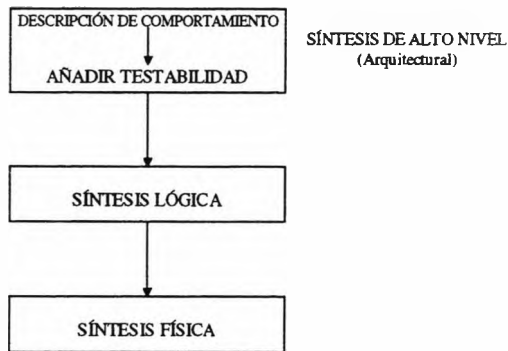 DESCRIPCIÓN DE COMPORTAMIENTO
AÑADIR TESTABILIDAD
SÍNTESIS DE ALTO NIVEL
(Arquitectural)
SÍNTESIS LÓGICA
SÍNTESIS FÍSICA